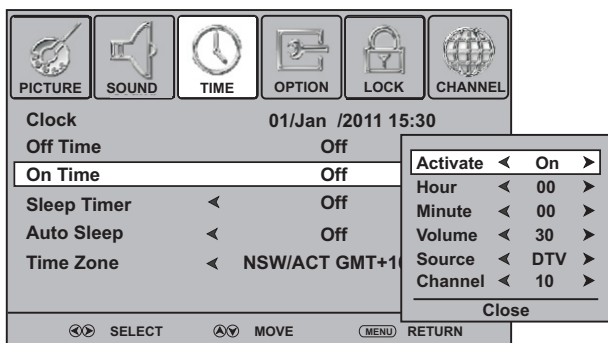 PICTURE SOUND TIME OPTION LOCK CHANNEL
Clock 01/Jan /2011 15:30
Off Time Off
On Time Off
Sleep Timer Off
Auto Sleep Off
Time Zone NSW/ACT GMT+1
SELECT MOVE MENU RETURN
Activate On
Hour 00
Minute 00
Volume 30
Source DTV
Channel 10
Close